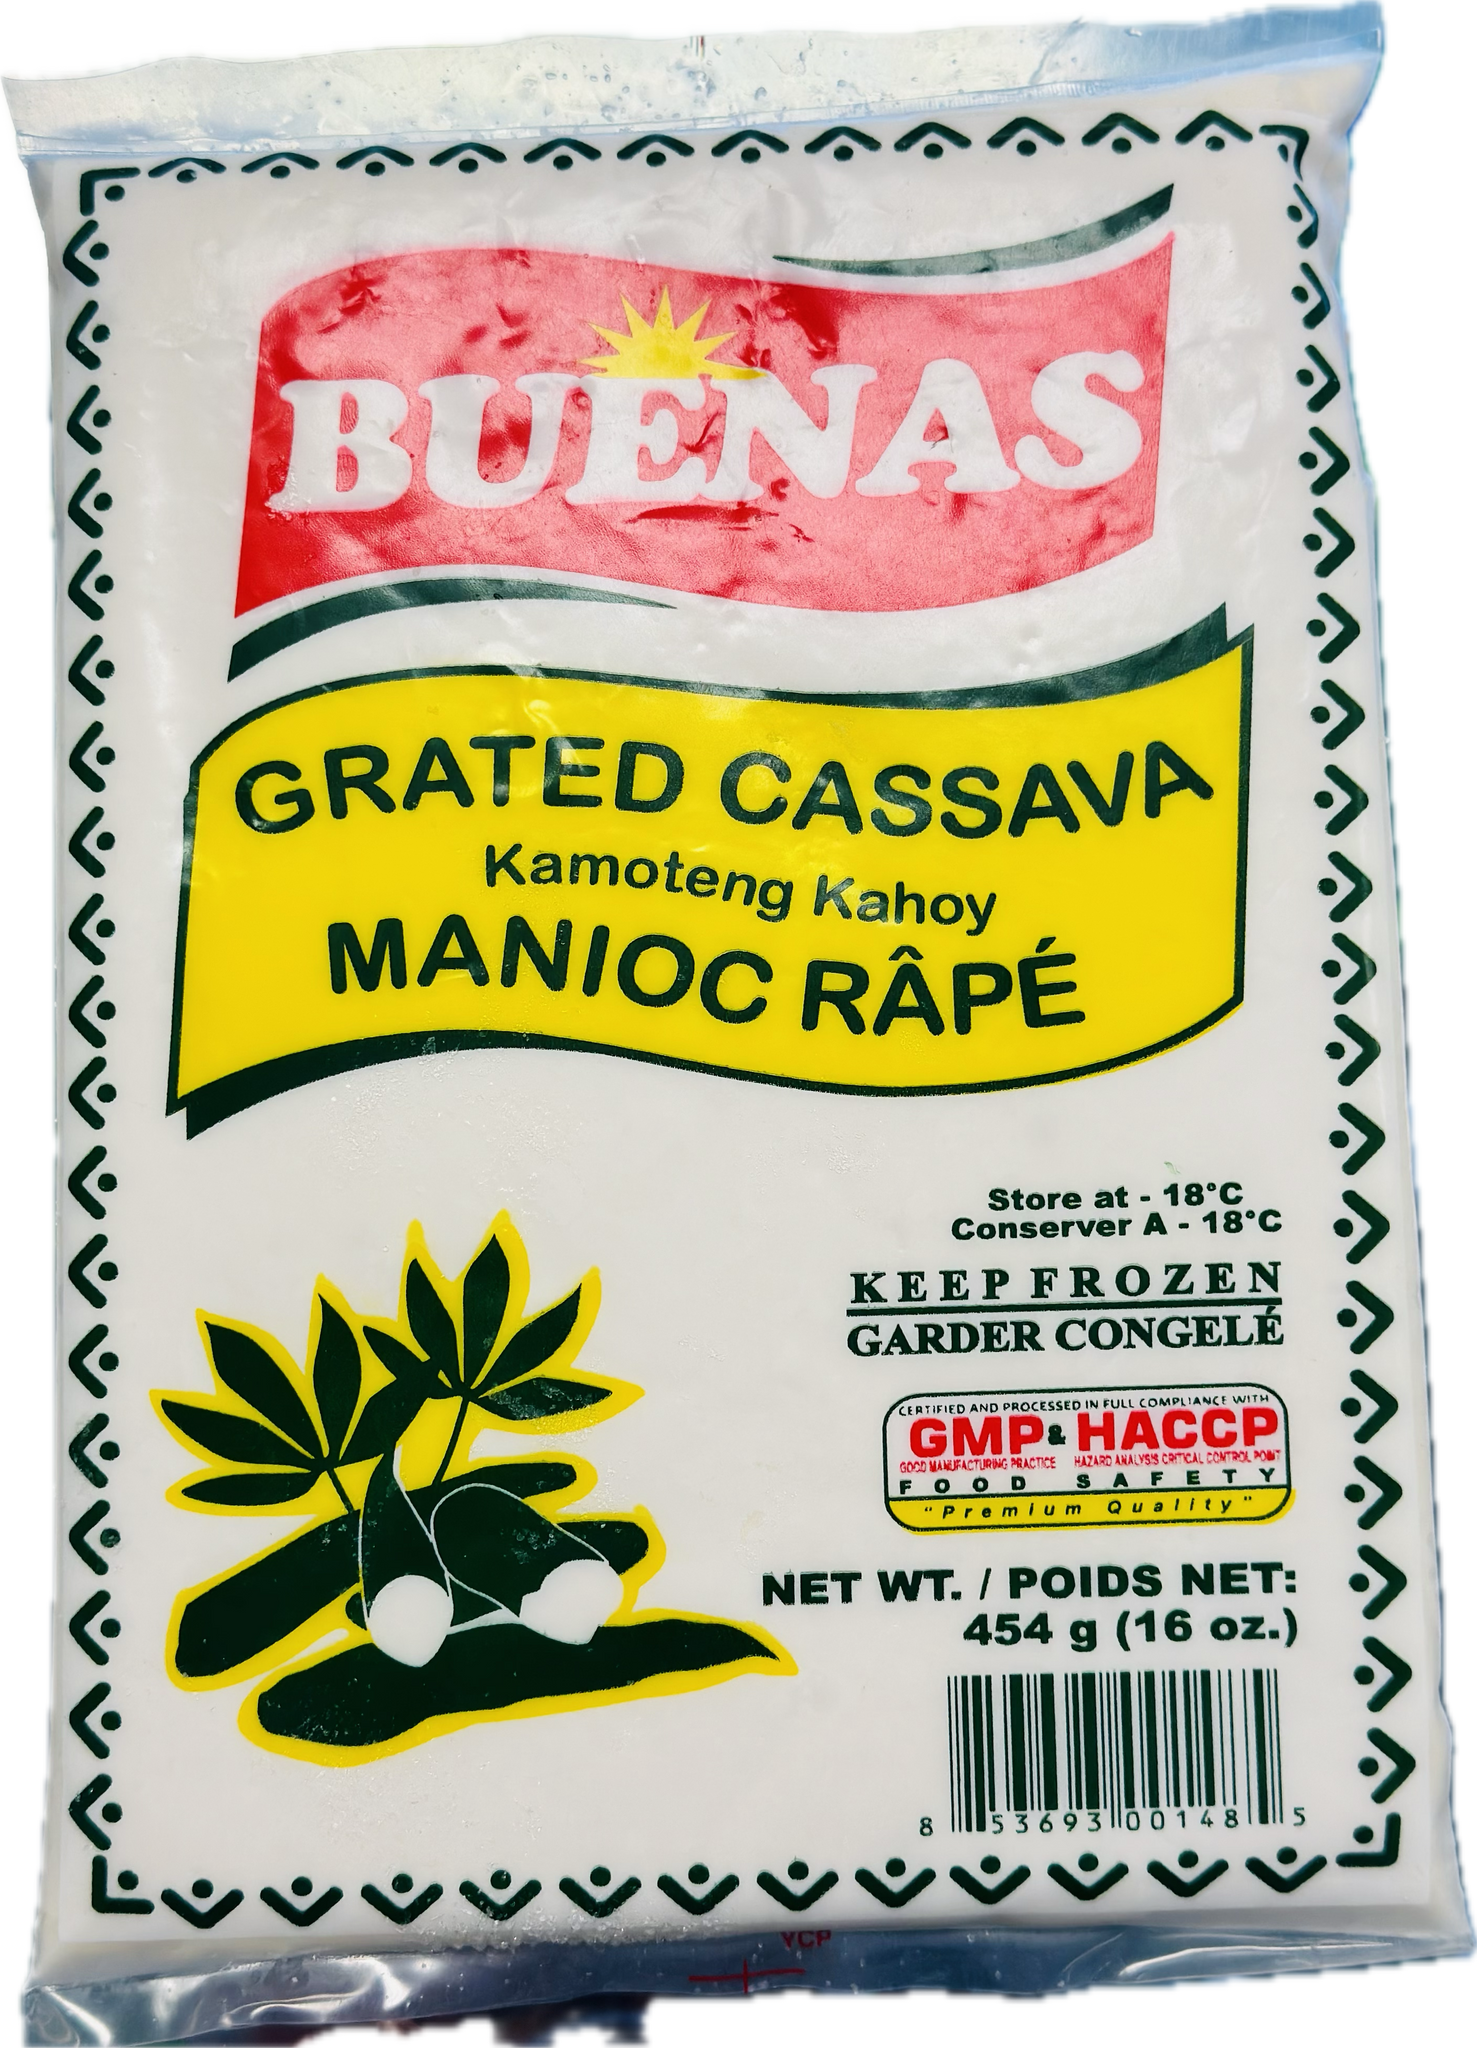 BUENAS
GRATED CASSAVA
Kamoteng Kahoy
MANIOC RÂPÉ
Store at - 18°C
Conserver A - 18°C
KEEP FROZEN
GARDER CONGELÉ
CERTIFIED AND PROCESSED IN FULL COMPLIANCE WITH
GMP & HACCP
GOOD MANUFACTURING PRACTICE HAZARD ANALYSIS CRITICAL CONTROL POINT
FOOD SAFETY
"Premium Quality"
NET WT. / POIDS NET:
454 g (16 oz.)
8 53693 00148 5
YCP